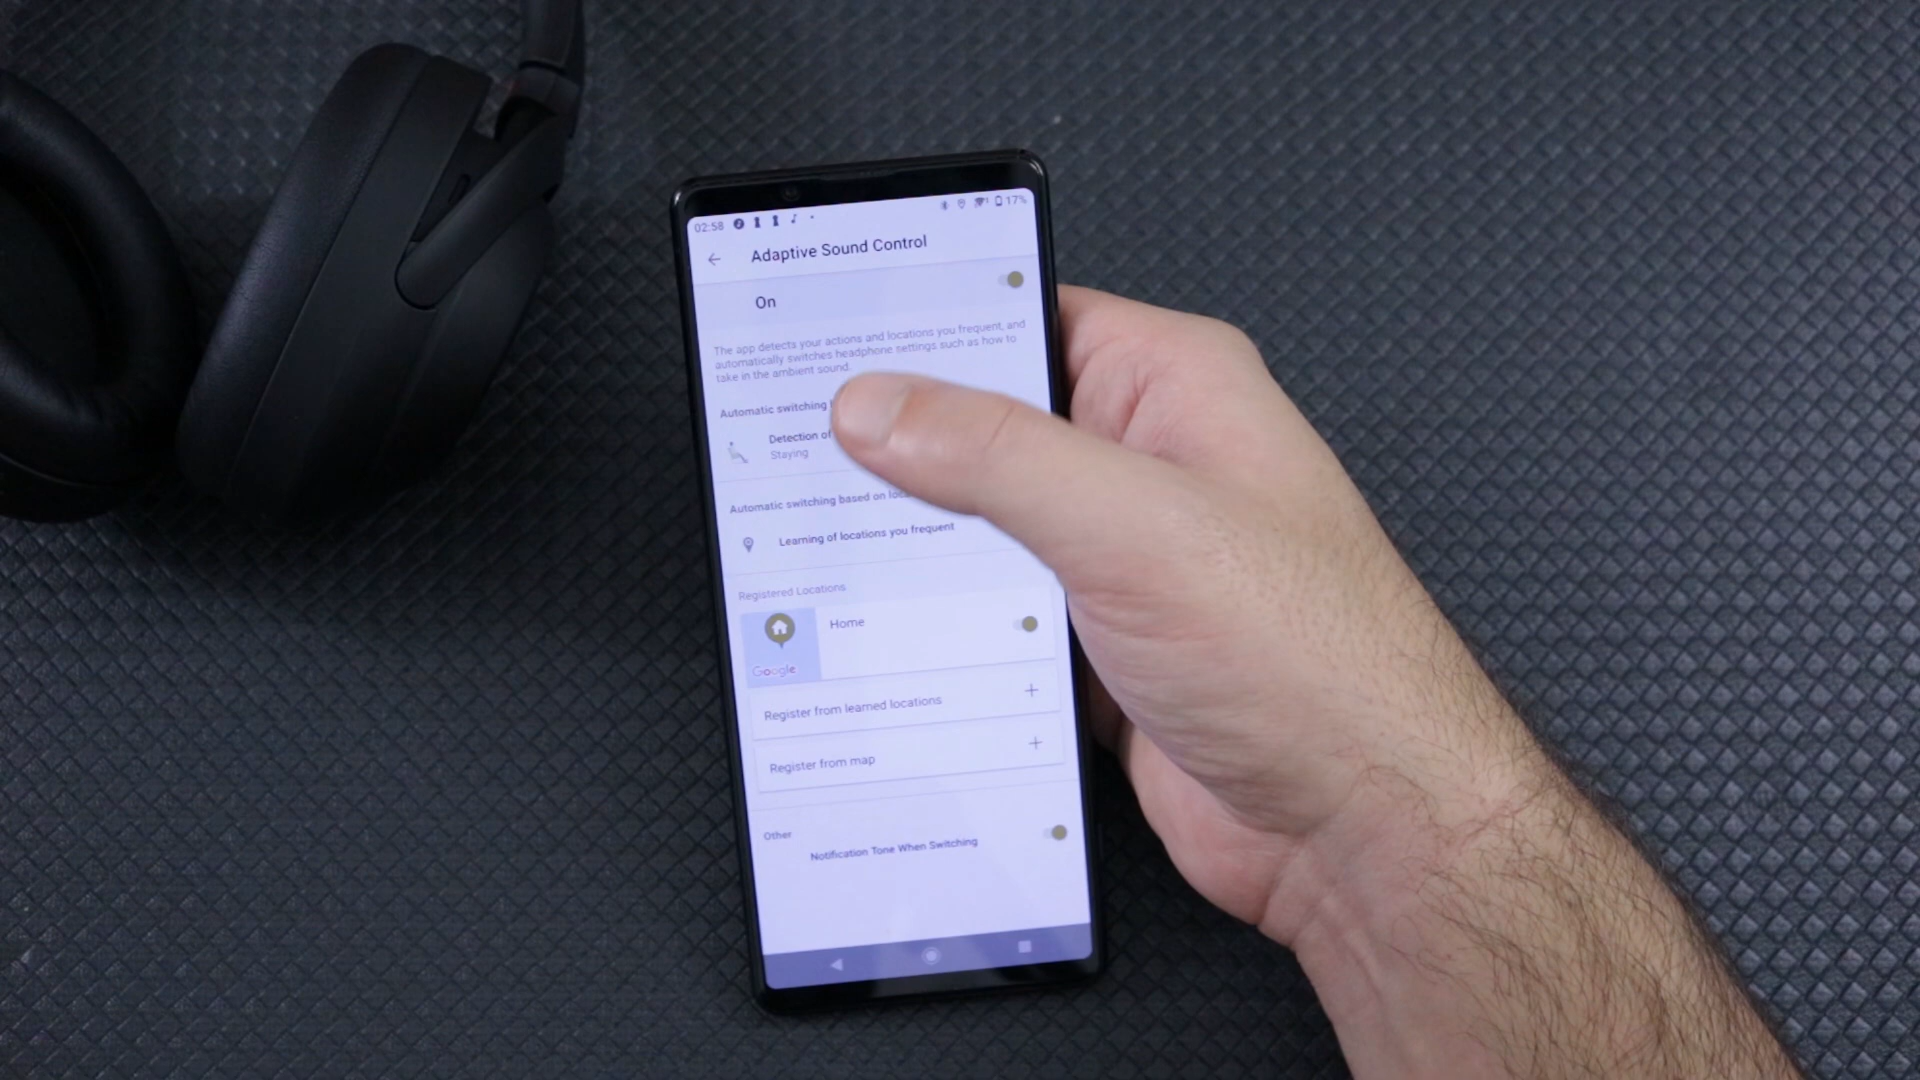 02:58
17%
Adaptive Sound Control
On
The app detects your actions and locations you frequent, and
automatically switches headphone settings such as how to
take in the ambient sound.
Automatic switching
Detection of
Staying
Automatic switching based on
Learning of locations you frequent
Registered Locations
Home
Google
Register from learned locations
Register from map
Other
Notification Tone When Switching